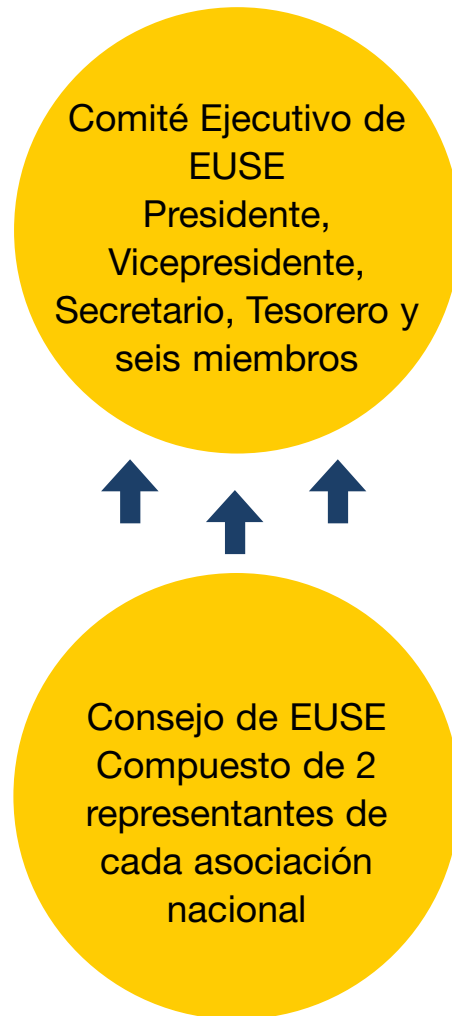 Comité Ejecutivo de
EUSE
Presidente,
Vicepresidente,
Secretario, Tesorero y
seis miembros
Consejo de EUSE
Compuesto de 2
representantes de
cada asociación
nacional